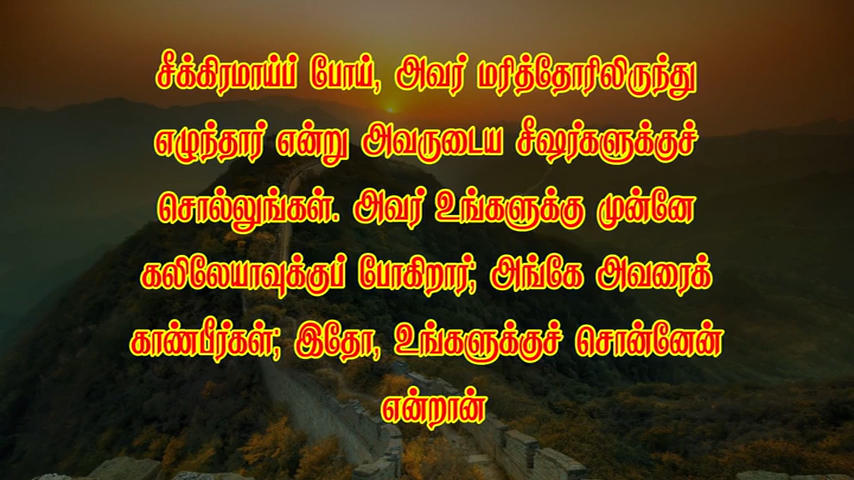 சீக்கிரமாய்ப் போய், அவர் மரித்தோரிலிருந்து
எழுந்தார் என்று அவருடைய சீஷர்களுக்குச்
சொல்லுங்கள். அவர் உங்களுக்கு முன்னே
கலிலேயாவுக்குப் போகிறார்; அங்கே அவரைக்
காண்பீர்கள்; இதோ, உங்களுக்குச் சொன்னேன்
என்றான்